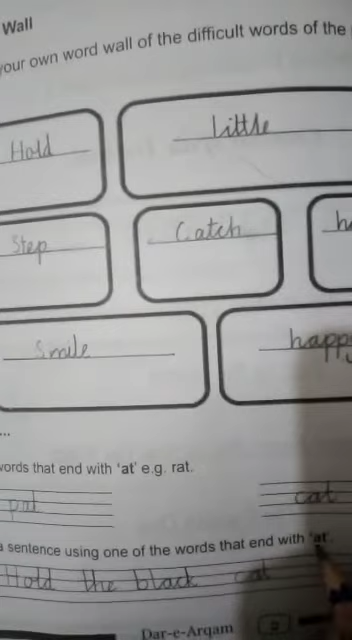 Wall
your own word wall of the difficult words of the
Hold
Little
Step
Catch
Smile
happy
...
words that end with 'at' e.g. rat.
pat
cat
a sentence using one of the words that end with 'at'.
Hold the black cat
Dar-e-Arqam